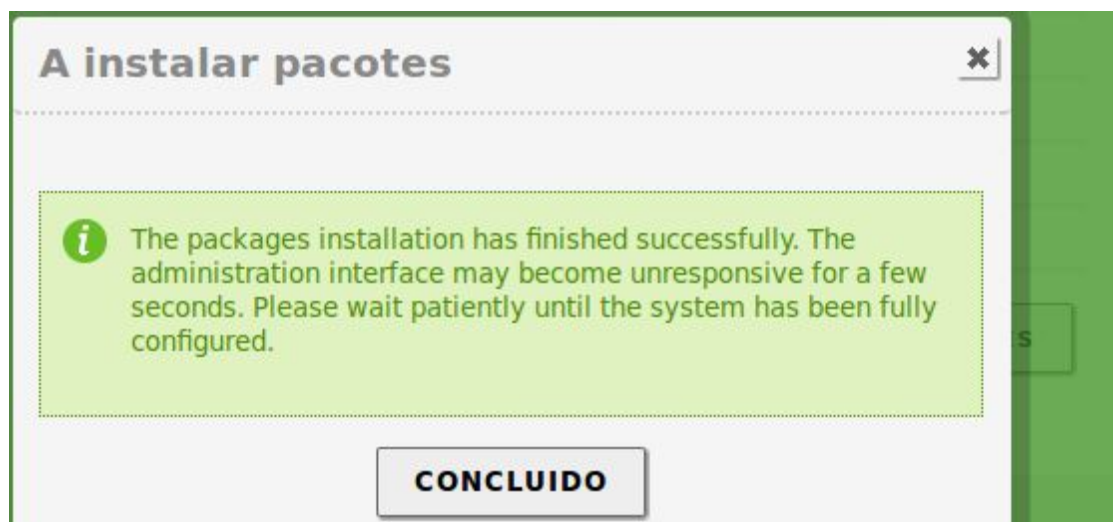 A instalar pacotes
The packages installation has finished successfully. The
administration interface may become unresponsive for a few
seconds. Please wait patiently until the system has been fully
configured.
CONCLUIDO